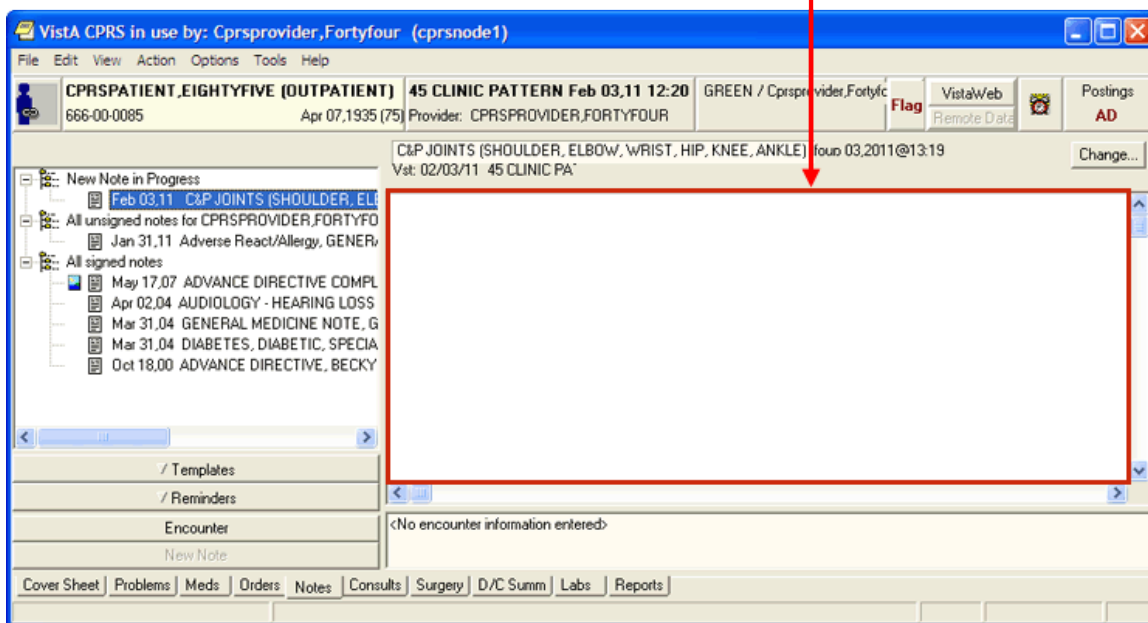 VistA CPRS in use by: Cprsprovider,Fortyfour (cprsnode1)
File Edit View Action Options Tools Help
CPRSPATIENT,EIGHTYFIVE (OUTPATIENT)
666-00-0085 Apr 07,1935 (75)
45 CLINIC PATTERN Feb 03,11 12:20
Provider: CPRSPROVIDER,FORTYFOUR
GREEN / Cprsprovider,Fortyfc
Flag
VistaWeb
Remote Data
Postings
AD
C&P JOINTS (SHOULDER, ELBOW, WRIST, HIP, KNEE, ANKLE) 03,2011@13:19
Vst: 02/03/11 45 CLINIC PA
Change...
New Note in Progress
Feb 03,11 C&P JOINTS (SHOULDER, ELE
All unsigned notes for CPRSPROVIDER,FORTYFO
Jan 31,11 Adverse React/Allergy, GENER
All signed notes
May 17,07 ADVANCE DIRECTIVE COMPL
Apr 02,04 AUDIOLOGY - HEARING LOSS
Mar 31,04 GENERAL MEDICINE NOTE, G
Mar 31,04 DIABETES, DIABETIC, SPECIA
Oct 18,00 ADVANCE DIRECTIVE, BECKY
/ Templates
/ Reminders
Encounter
New Note
<No encounter information entered>
Cover Sheet Problems Meds Orders Notes Consults Surgery D/C Summ Labs Reports